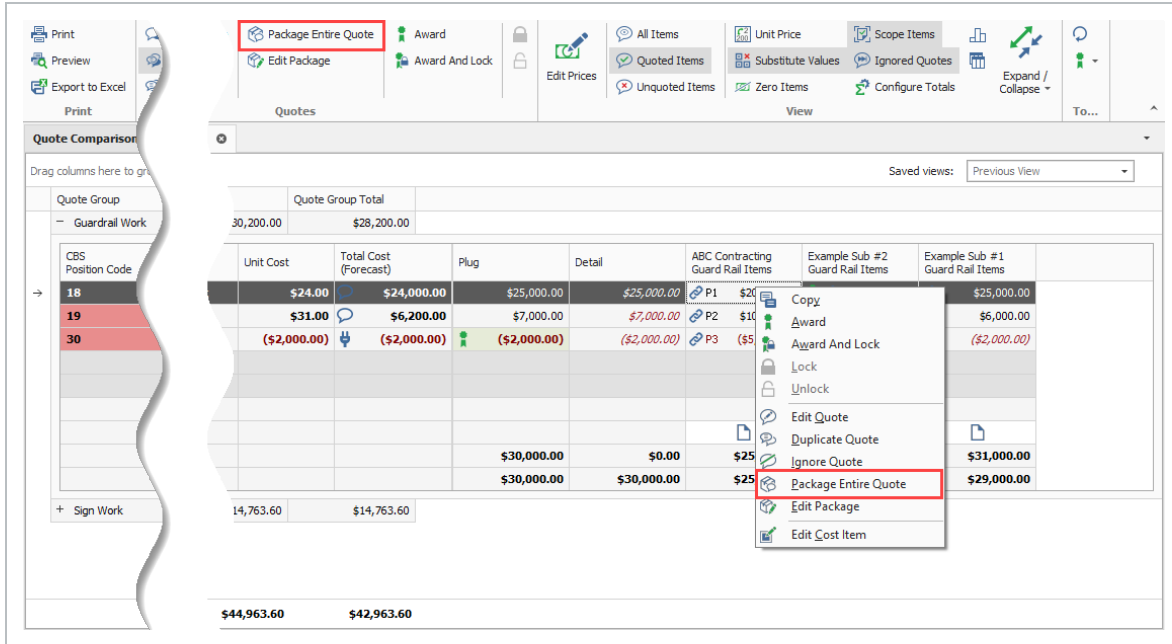 Print
Package Entire Quote
Award
All Items
Unit Price
Scope Items
Preview
Edit Package
Award And Lock
Edit Prices
Quoted Items
Substitute Values
Ignored Quotes
Export to Excel
Unquoted Items
Zero Items
Configure Totals
Expand /
Collapse
Print
Quotes
View
To...
Quote Comparison
Drag columns here to
Saved views:
Previous View
Quote Group
Quote Group Total
− Guardrail Work
30,200.00
$28,200.00
CBS
Position Code
Unit Cost
Total Cost
(Forecast)
Plug
Detail
ABC Contracting
Guard Rail Items
Example Sub #2
Guard Rail Items
Example Sub #1
Guard Rail Items
18 $24.00 $24,000.00 $25,000.00 $25,000.00 P1 $25,000.00
19 $31.00 $6,200.00 $7,000.00 $7,000.00 P2 $6,000.00
30 ($2,000.00) ($2,000.00) ($2,000.00) ($2,000.00) P3 ($2,000.00)
$30,000.00 $0.00 $25 $31,000.00
$30,000.00 $30,000.00 $25 $29,000.00
Copy
Award
Award And Lock
Lock
Unlock
Edit Quote
Duplicate Quote
Ignore Quote
Package Entire Quote
Edit Package
Edit Cost Item
+ Sign Work
14,763.60
$14,763.60
$44,963.60
$42,963.60